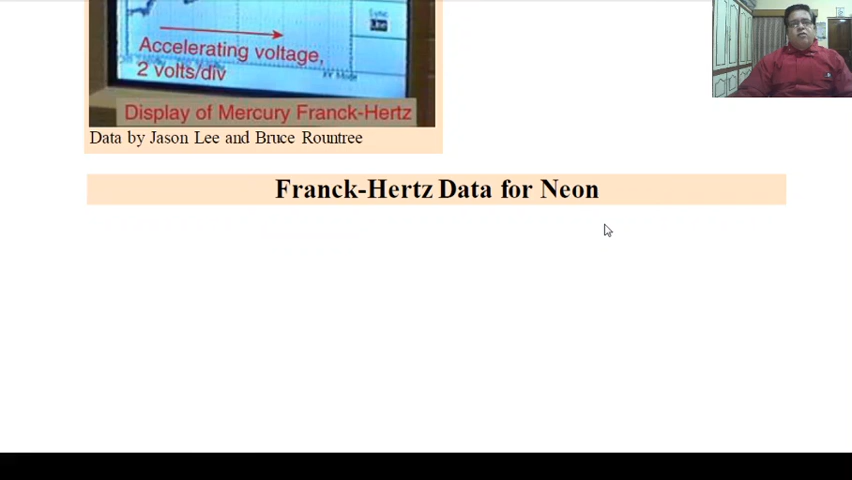 Accelerating voltage,
2 volts/div
Display of Mercury Franck-Hertz
Data by Jason Lee and Bruce Rountree
Franck-Hertz Data for Neon